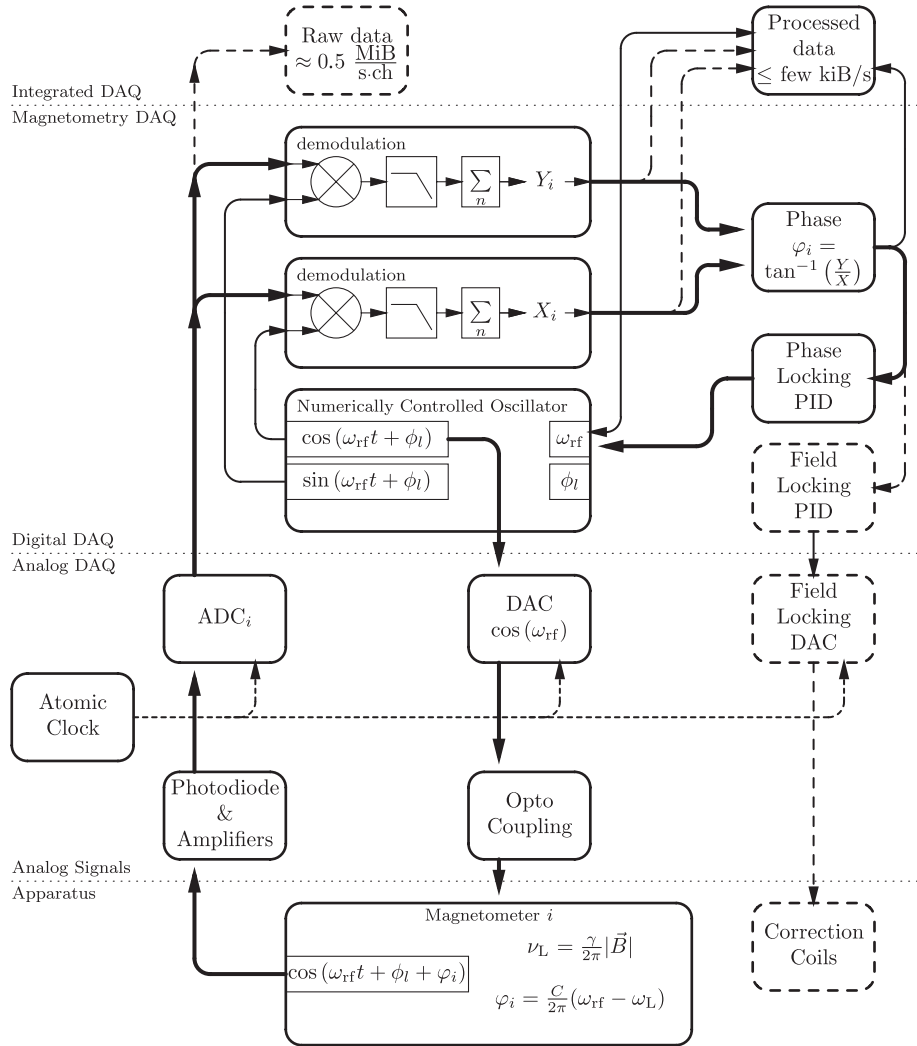 Raw data
≈ 0.5 MiB/s·ch
Processed
data
≤ few kiB/s
Integrated DAQ
Magnetometry DAQ
demodulation
∑
n
Y_i
Phase
φ_i =
tan⁻¹ (Y/X)
demodulation
∑
n
X_i
Phase
Locking
PID
Numerically Controlled Oscillator
cos (ω_rf t + ϕ_l)
ω_rf
sin (ω_rf t + ϕ_l)
ϕ_l
Field
Locking
PID
Digital DAQ
Analog DAQ
ADC_i
DAC
cos (ω_rf)
Field
Locking
DAC
Atomic
Clock
Photodiode
&
Amplifiers
Opto
Coupling
Analog Signals
Apparatus
Magnetometer i
ν_L = γ/2π |B⃗|
cos (ω_rf t + ϕ_l + φ_i)
φ_i = C/2π (ω_rf − ω_L)
Correction
Coils